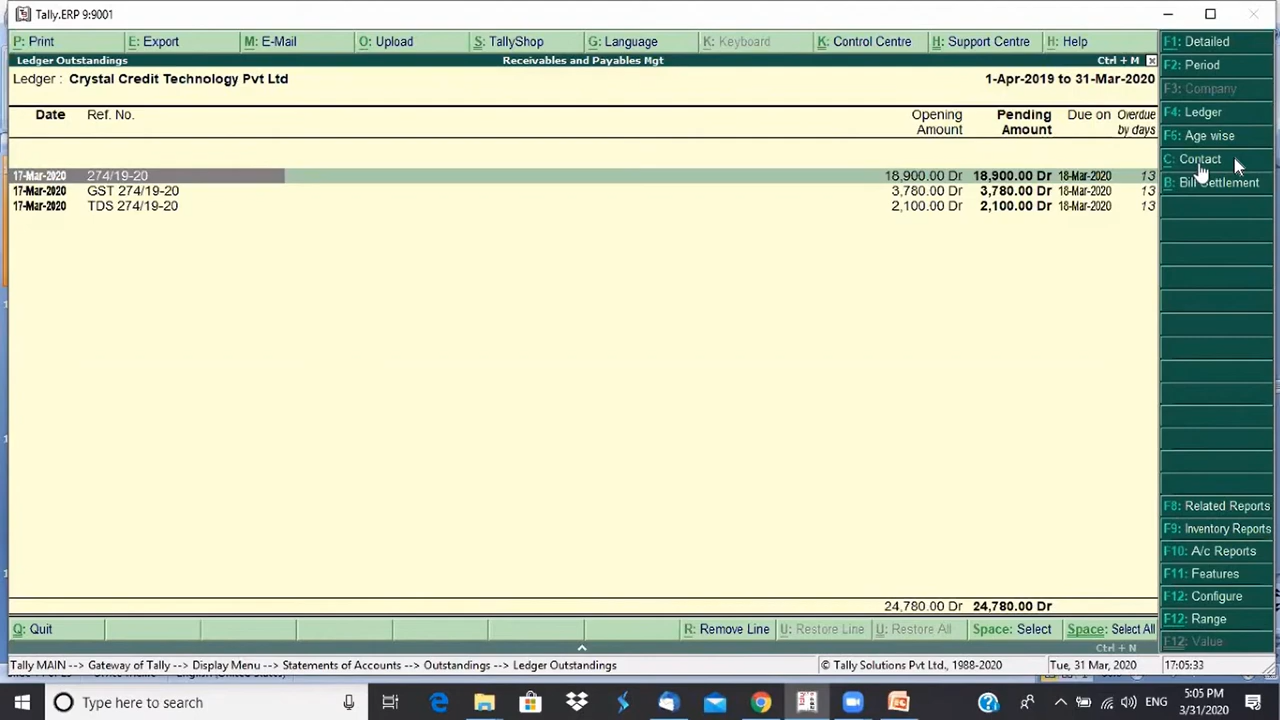 Tally.ERP 9:9001
P: Print E: Export M: E-Mail O: Upload S: TallyShop G: Language K: Keyboard K: Control Centre H: Support Centre H: Help
Ledger Outstandings Receivables and Payables Mgt Ctrl + M
Ledger : Crystal Credit Technology Pvt Ltd 1-Apr-2019 to 31-Mar-2020
Date Ref. No. Opening Amount Pending Amount Due on Overdue by days
17-Mar-2020 274/19-20 18,900.00 Dr 18,900.00 Dr 18-Mar-2020 13
17-Mar-2020 GST 274/19-20 3,780.00 Dr 3,780.00 Dr 18-Mar-2020 13
17-Mar-2020 TDS 274/19-20 2,100.00 Dr 2,100.00 Dr 18-Mar-2020 13
24,780.00 Dr 24,780.00 Dr
Q: Quit R: Remove Line U: Restore Line U: Restore All Space: Select Space: Select All
Ctrl + N
F1: Detailed
F2: Period
F3: Company
F4: Ledger
F6: Age wise
C: Contact
B: Bill Settlement
F8: Related Reports
F9: Inventory Reports
F10: A/c Reports
F11: Features
F12: Configure
F12: Range
F12: Value
Tally MAIN --> Gateway of Tally --> Display Menu --> Statements of Accounts --> Outstandings --> Ledger Outstandings © Tally Solutions Pvt Ltd., 1988-2020 Tue, 31 Mar, 2020 17:05:33
Type here to search ENG 5:05 PM
3/31/2020